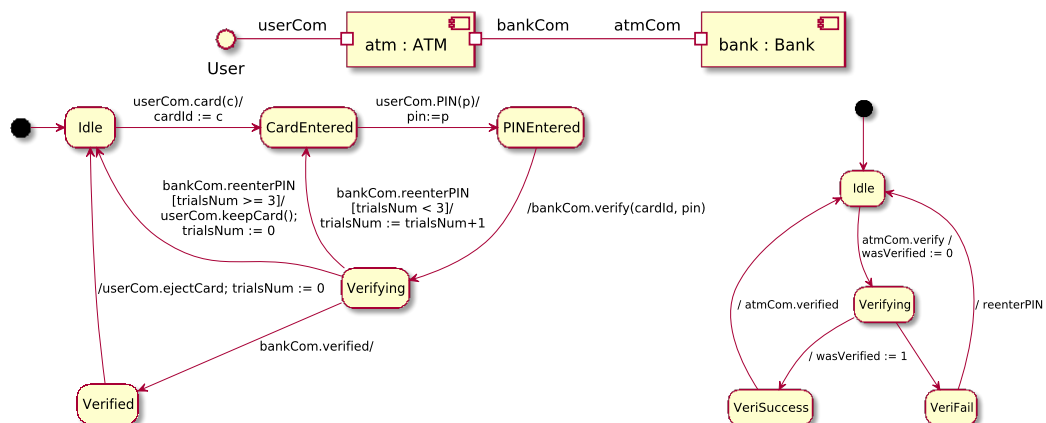 userCom
atm : ATM
bankCom
atmCom
bank : Bank
User
userCom.card(c)/
cardId := c
userCom.PIN(p)/
pin:=p
Idle
CardEntered
PINEntered
bankCom.reenterPIN
[trialsNum >= 3]/
userCom.keepCard();
trialsNum := 0
bankCom.reenterPIN
[trialsNum < 3]/
trialsNum := trialsNum+1
/bankCom.verify(cardId, pin)
Verifying
/userCom.ejectCard; trialsNum := 0
bankCom.verified/
Verified
Idle
atmCom.verify /
wasVerified := 0
Verifying
/ atmCom.verified
/ reenterPIN
/ wasVerified := 1
VeriSuccess
VeriFail